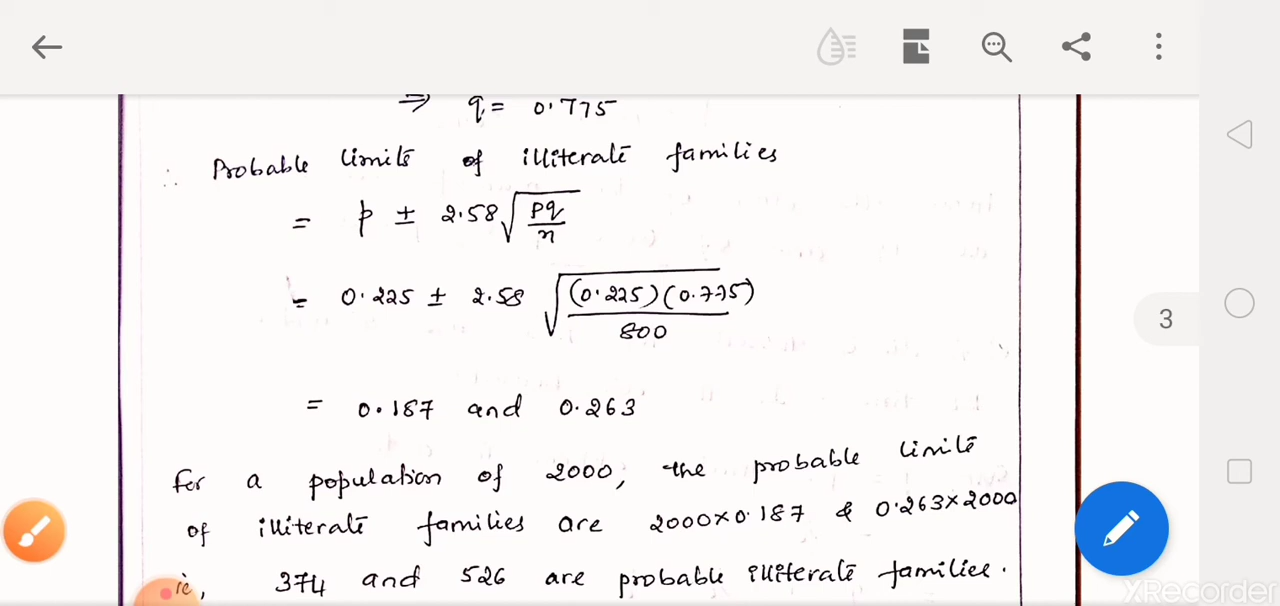 ⇒ q = 0.775
∴ Probable limits of illiterate families
= p ± 2.58 √(pq/n)
= 0.225 ± 2.58 √((0.225)(0.775)/800)
3
= 0.187 and 0.263
For a population of 2000, the probable limits
of illiterate families are 2000×0.187 & 0.263×2000
ie, 374 and 526 are probable illiterate families.
XRecorder